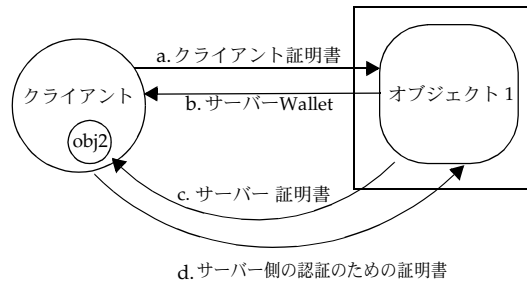 a.クライアント証明書
クライアント
オブジェクト1
b.サーバーWallet
obj2
c. サーバー 証明書
d.サーバー側の認証のための証明書